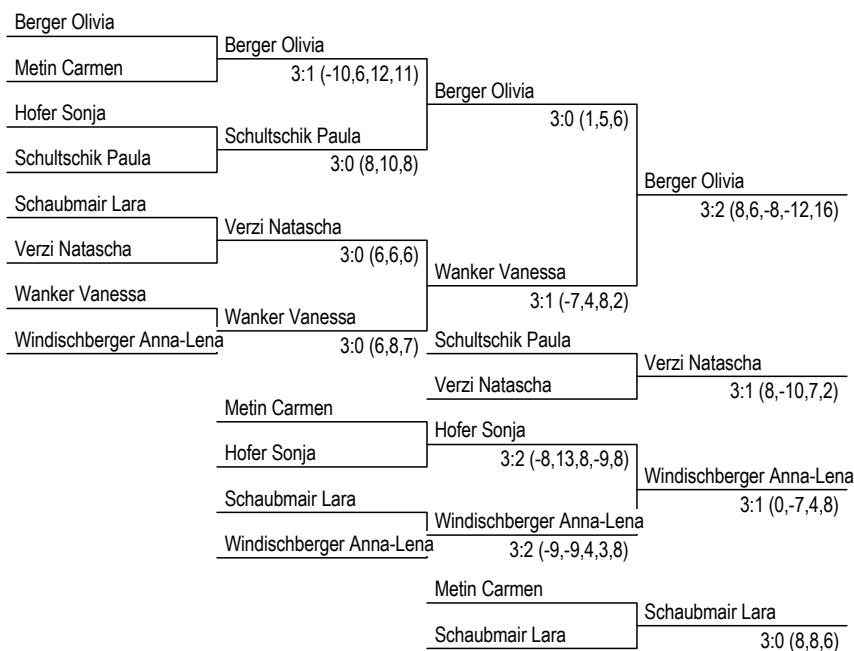 Berger Olivia
Berger Olivia
Metin Carmen
3:1 (-10,6,12,11)
Berger Olivia
Hofer Sonja
3:0 (1,5,6)
Schultschik Paula
Schultschik Paula
3:0 (8,10,8)
Berger Olivia
Schaubmair Lara
3:2 (8,6,-8,-12,16)
Verzi Natascha
Verzi Natascha
3:0 (6,6,6)
Wanker Vanessa
Wanker Vanessa
3:1 (-7,4,8,2)
Wanker Vanessa
Windischberger Anna-Lena
3:0 (6,8,7)
Schultschik Paula
Verzi Natascha
Verzi Natascha
3:1 (8,-10,7,2)
Metin Carmen
Hofer Sonja
Hofer Sonja
3:2 (-8,13,8,-9,8)
Windischberger Anna-Lena
Schaubmair Lara
3:1 (0,-7,4,8)
Windischberger Anna-Lena
Windischberger Anna-Lena
3:2 (-9,-9,4,3,8)
Metin Carmen
Schaubmair Lara
Schaubmair Lara
3:0 (8,8,6)